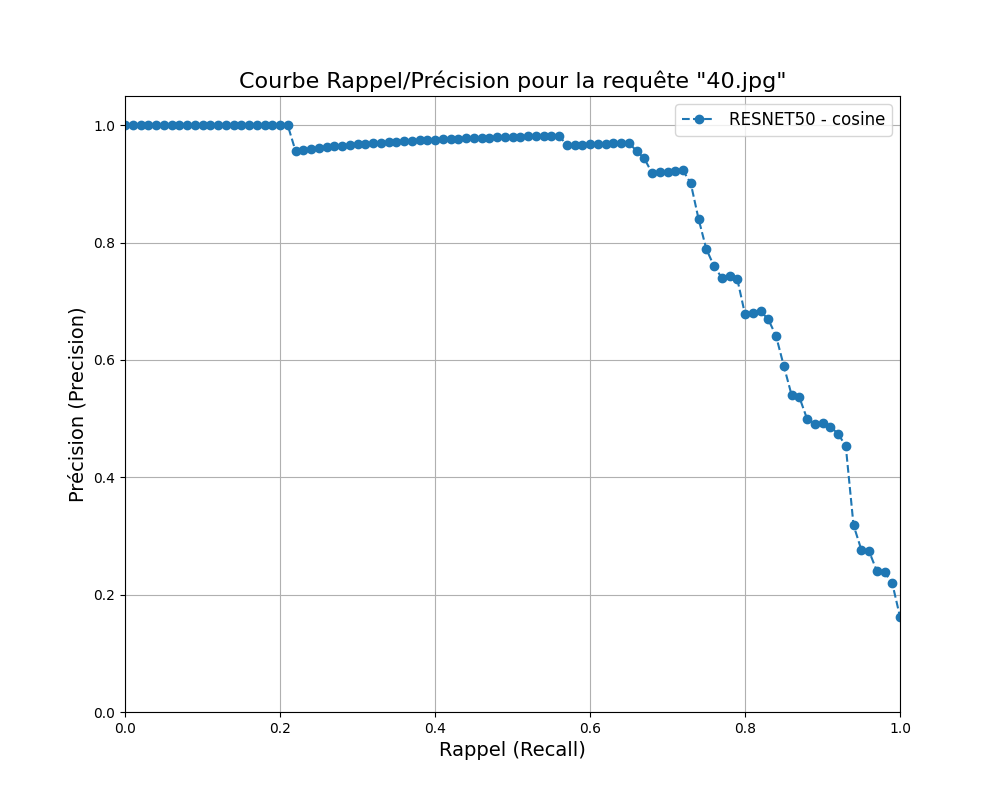 Courbe Rappel/Précision pour la requête "40.jpg"
RESNET50 - cosine
Précision (Precision)
1.0
0.8
0.6
0.4
0.2
0.0
0.0 0.2 0.4 0.6 0.8 1.0
Rappel (Recall)